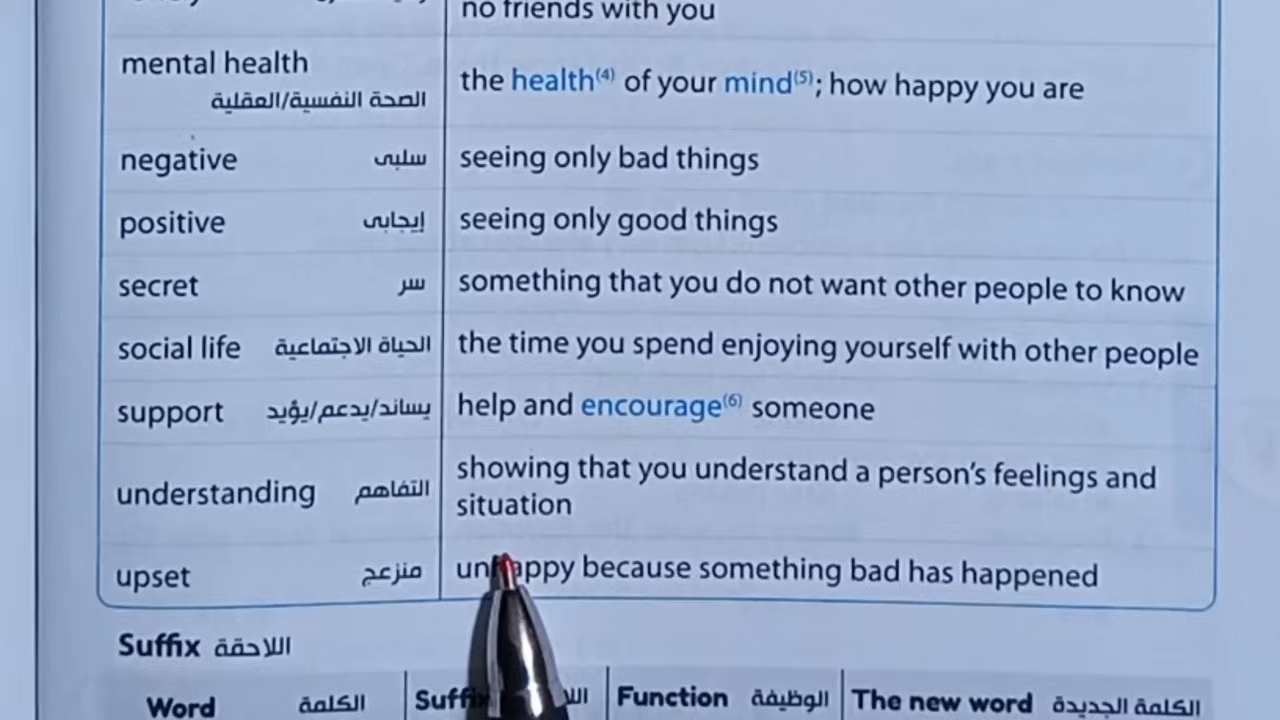 no friends with you
mental health
الصحة النفسية/العقلية
the health(4) of your mind(5); how happy you are
negative سلبى seeing only bad things
positive إيجابى seeing only good things
secret سر something that you do not want other people to know
social life الحياة الاجتماعية the time you spend enjoying yourself with other people
support يساند/يدعم/يؤيد help and encourage(6) someone
understanding التفاهم showing that you understand a person's feelings and
situation
upset منزعج unhappy because something bad has happened
Suffix اللاحقة
Word الكلمة Suffix Function الوظيفة The new word الكلمة الجديدة